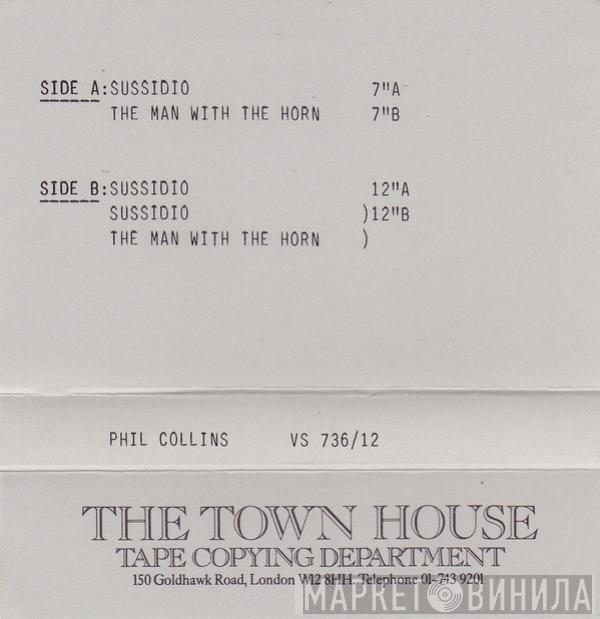 SIDE A:SUSSIDIO 7"A
THE MAN WITH THE HORN 7"B
SIDE B:SUSSIDIO 12"A
SUSSIDIO )12"B
THE MAN WITH THE HORN )
PHIL COLLINS VS 736/12
THE TOWN HOUSE
TAPE COPYING DEPARTMENT
150 Goldhawk Road, London W12 8HH. Telephone 01-743 9201
МАРКЕТ ВИНИЛА